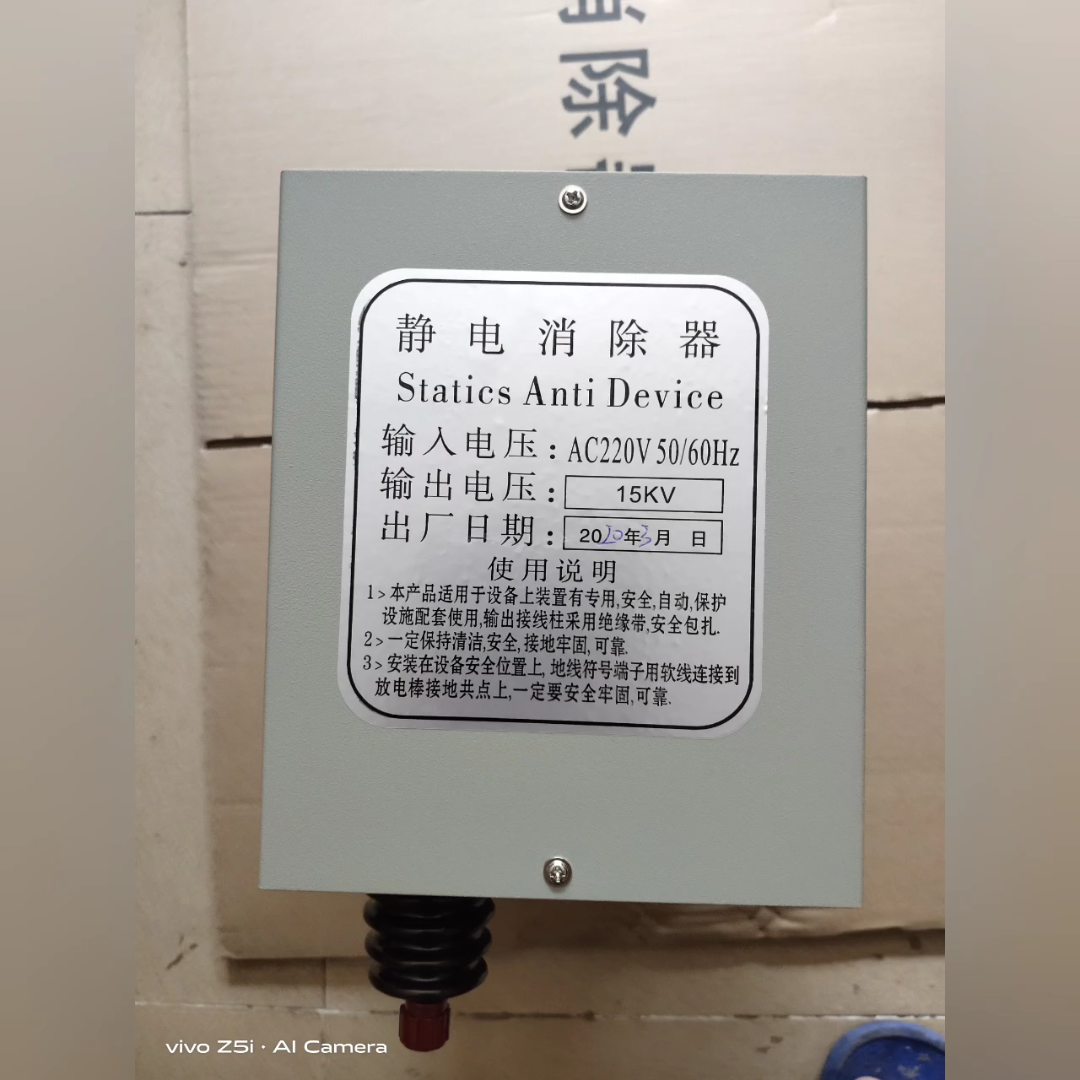 消除
静电消除器
Statics Anti Device
输入电压:AC220V 50/60Hz
输出电压:15KV
出厂日期:2020年3月 日
使用说明
1>本产品适用于设备上装置有专用,安全,自动,保护
设施配套使用,输出接线柱采用绝缘带,安全包扎.
2>一定保持清洁,安全,接地牢固,可靠.
3>安装在设备安全位置上,地线符号端子用软线连接到
放电棒接地共点上,一定要安全牢固,可靠.
vivo Z5i · AI Camera